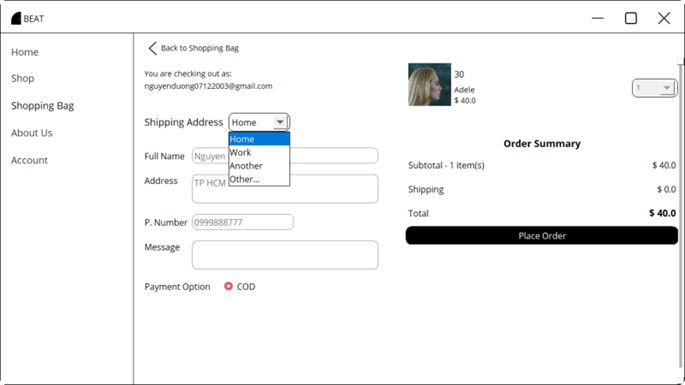 BEAT
Home
Shop
Shopping Bag
About Us
Account
Back to Shopping Bag
You are checking out as:
nguyenduong07122003@gmail.com
Shipping Address Home
Home
Work
Another
Other...
Full Name Nguyen
Address TP HCM
P. Number 0999888777
Message
Payment Option COD
30
Adele
$ 40.0
1
Order Summary
Subtotal - 1 item(s) $ 40.0
Shipping $ 0.0
Total $ 40.0
Place Order